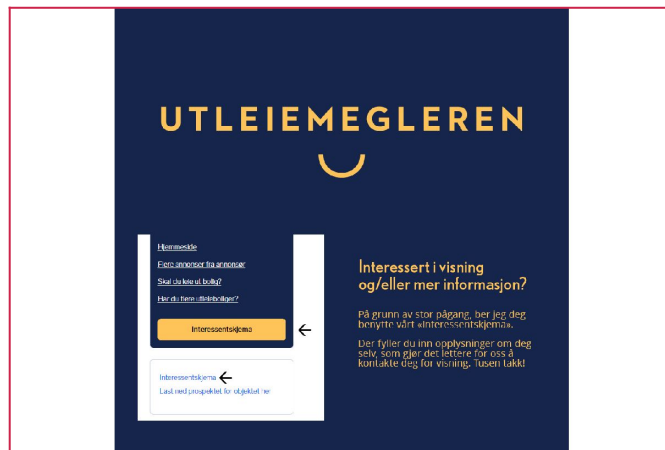 UTLEIEMEGLEREN
Hjemmeside
Flere annonser fra annonsør
Skal du leie ut bolig?
Har du flere utleieboliger?
Interessentskjema
Interessentskjema
Last ned prospektet for objektet her
Interessert i visning
og/eller mer informasjon?
På grunn av stor pågang, ber jeg deg
benytte vårt «Interessentskjema».
Der fyller du inn opplysninger om deg
selv, som gjør det lettere for oss å
kontakte deg for visning. Tusen takk!